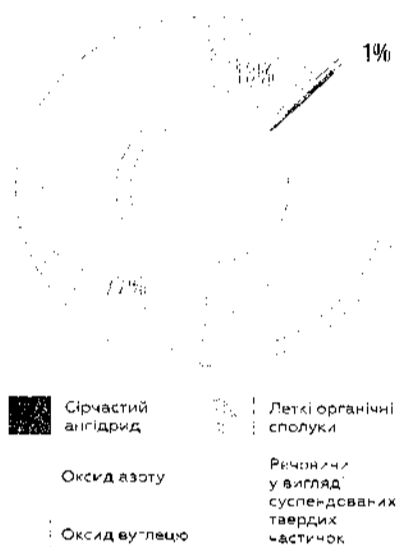 1%
Сірчастий
ангідрид
Оксид азоту
Оксид вуглецю
Леткі органічні
сполуки
Речовини
у вигляді
суспендованих
твердих
частинок